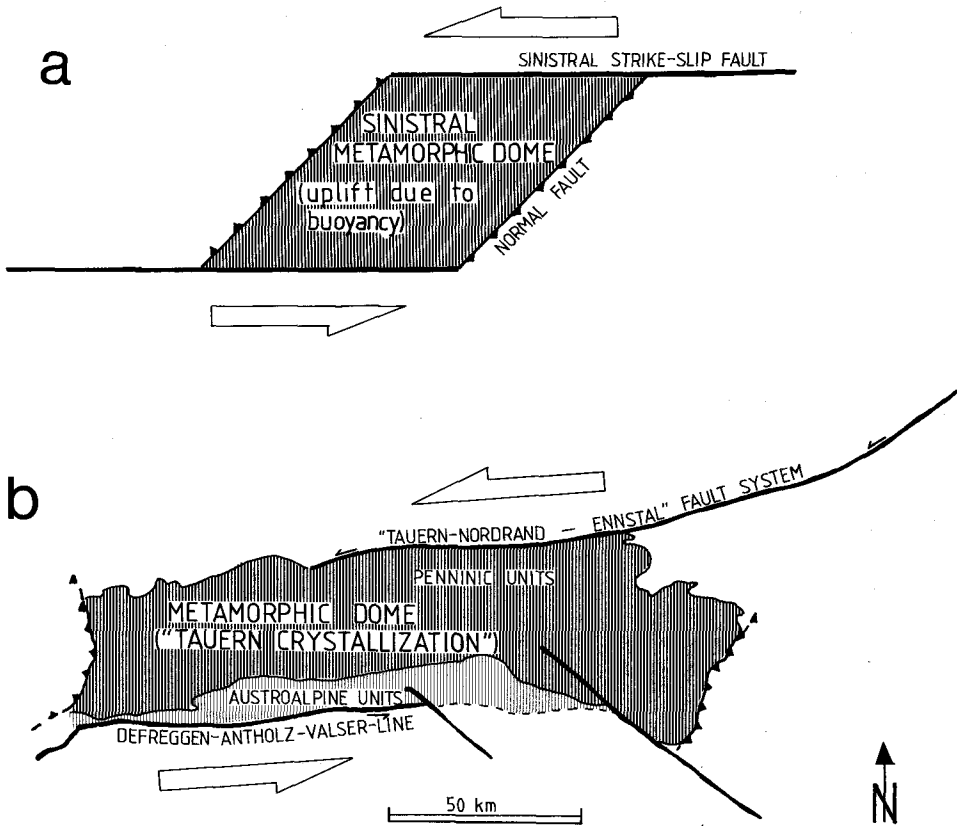 a
SINISTRAL STRIKE-SLIP FAULT
SINISTRAL
METAMORPHIC DOME
(uplift due to
buoyancy)
NORMAL FAULT
b
"TAUERN-NORDRAND – ENNSTAL" FAULT SYSTEM
PENNINIC UNITS
METAMORPHIC DOME
("TAUERN CRYSTALLIZATION")
AUSTROALPINE UNITS
DEFREGGEN-ANTHOLZ-VALSER-LINE
50 km
N